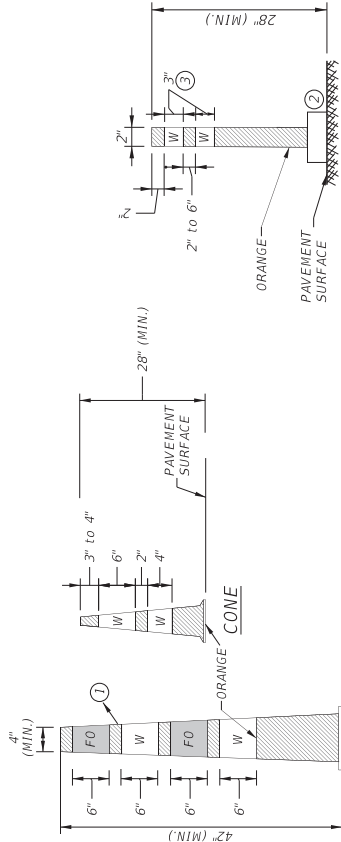 4"
(MIN.)
42" (MIN.)
6"
6"
6"
6"
FO
W
FO
W
①
ORANGE
3" to 4"
6"
2"
4"
W
W
28" (MIN.)
PAVEMENT
SURFACE
CONE
2"
2"
3"
③
2" to 6"
W
W
28" (MIN.)
ORANGE
②
PAVEMENT
SURFACE